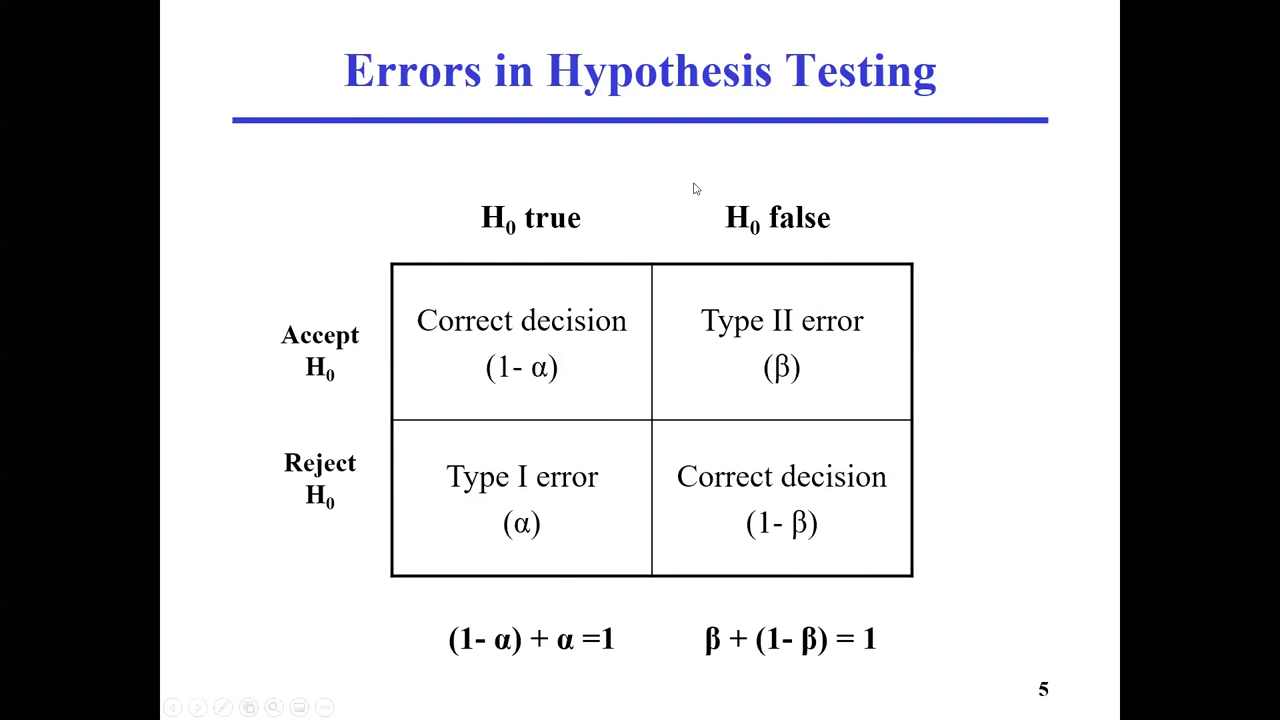 Errors in Hypothesis Testing
H₀ true H₀ false
Accept H₀
Correct decision
(1- α)
Type II error
(β)
Reject H₀
Type I error
(α)
Correct decision
(1- β)
(1- α) + α =1 β + (1- β) = 1
5